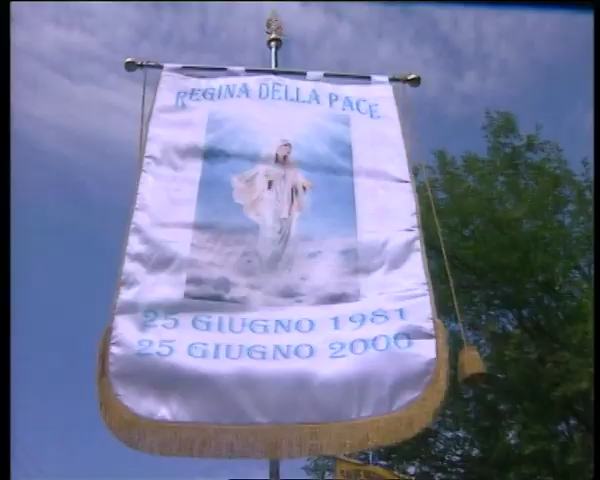 REGINA DELLA PACE
25 GIUGNO 1981
25 GIUGNO 2000